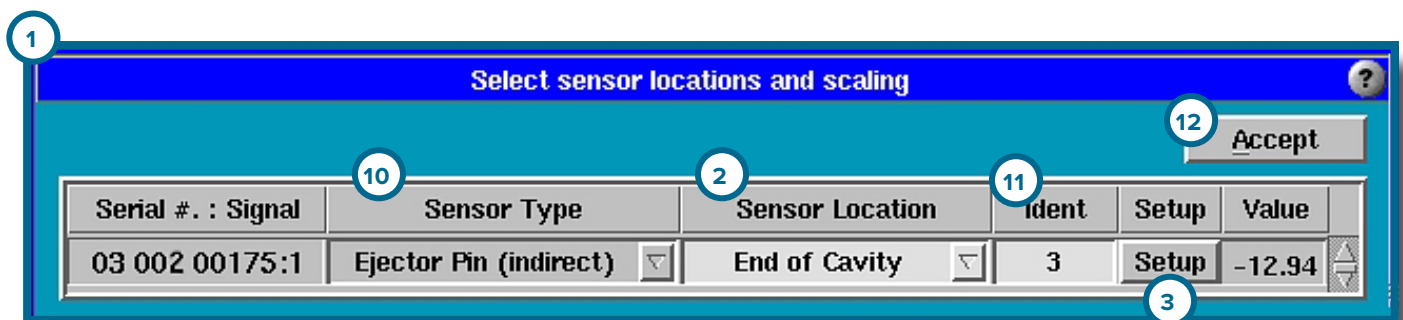 1
Select sensor locations and scaling
?
12
Accept
10
2
11
Serial #. : Signal Sensor Type Sensor Location Ident Setup Value
03 002 00175:1 Ejector Pin (indirect) End of Cavity 3 Setup -12.94
3